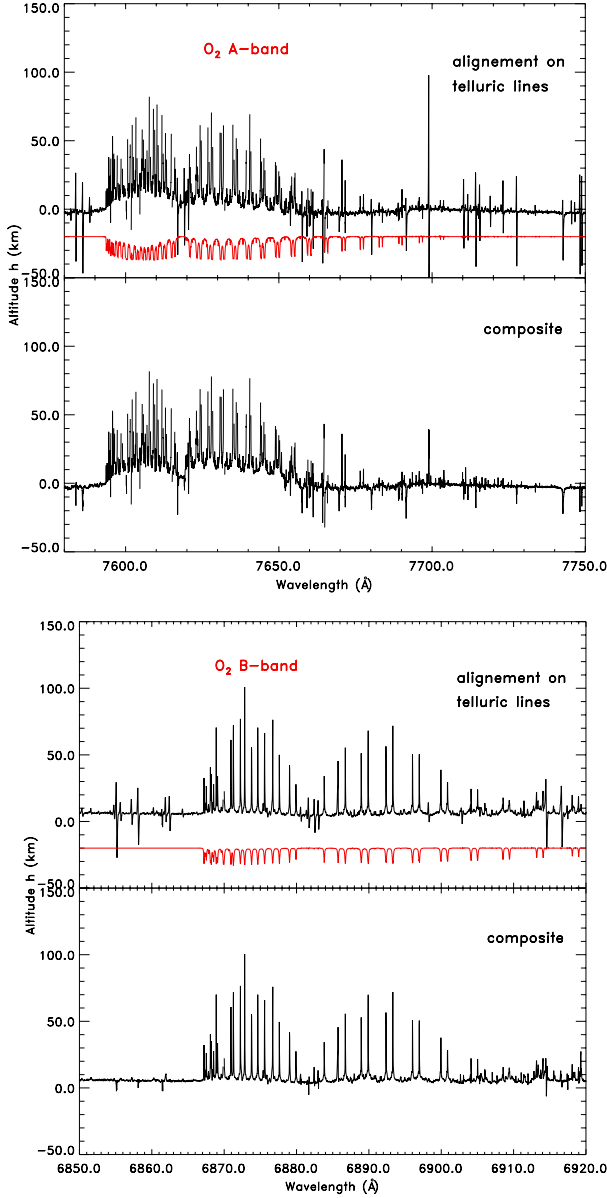 150.0
O2 A-band
alignement on
telluric lines
100.0
50.0
0.0
-50.0
Altitude h (km)
150.0
composite
100.0
50.0
0.0
-50.0
7600.0 7650.0 7700.0 7750.0
Wavelength (Å)
150.0
O2 B-band
alignement on
telluric lines
100.0
50.0
0.0
-50.0
Altitude h (km)
150.0
composite
100.0
50.0
0.0
-50.0
6850.0 6860.0 6870.0 6880.0 6890.0 6900.0 6910.0 6920.0
Wavelength (Å)